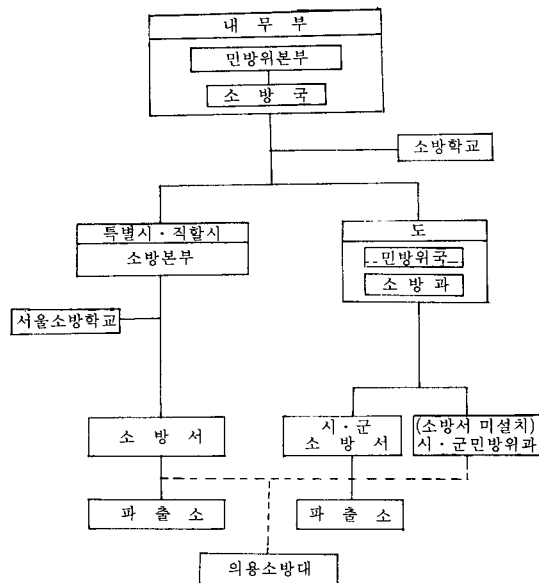 내 무 부
민방위본부
소 방 국
소방학교
특별시·직할시
소방본부
도
민방위국
소 방 과
서울소방학교
소 방 서
시·군
소 방 서
(소방서 미설치)
시·군민방위과
파 출 소
파 출 소
의용소방대